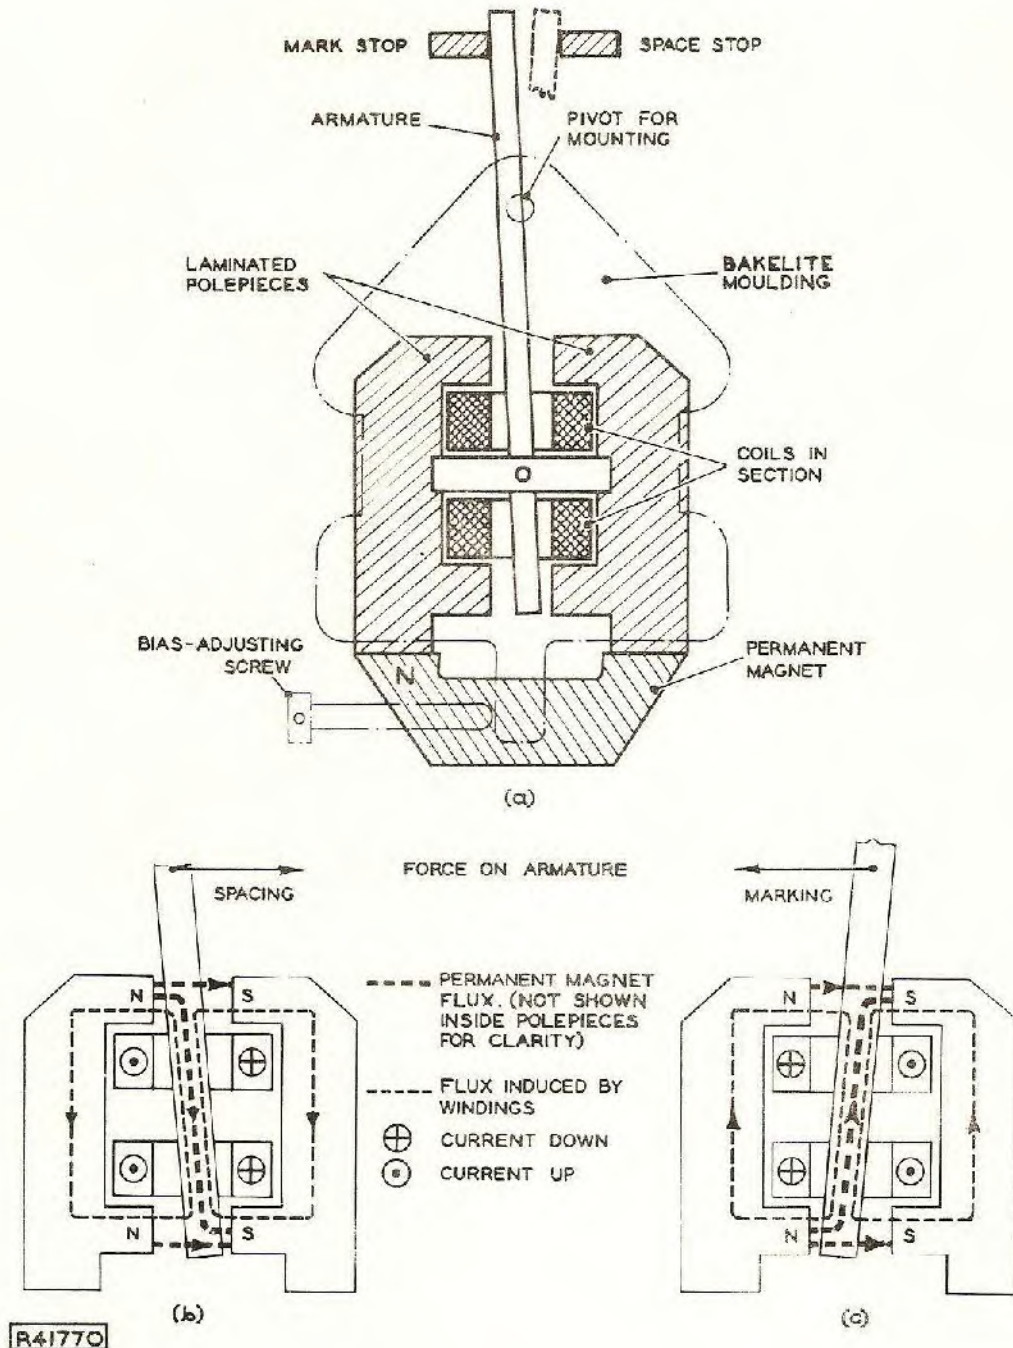 MARK STOP
SPACE STOP
ARMATURE
PIVOT FOR
MOUNTING
LAMINATED
POLEPIECES
BAKELITE
MOULDING
COILS IN
SECTION
BIAS-ADJUSTING
SCREW
N
PERMANENT
MAGNET
(a)
FORCE ON ARMATURE
SPACING
MARKING
N
S
PERMANENT MAGNET
FLUX. (NOT SHOWN
INSIDE POLEPIECES
FOR CLARITY)
FLUX INDUCED BY
WINDINGS
CURRENT DOWN
CURRENT UP
N
S
N
S
N
S
(b)
(c)
R41770